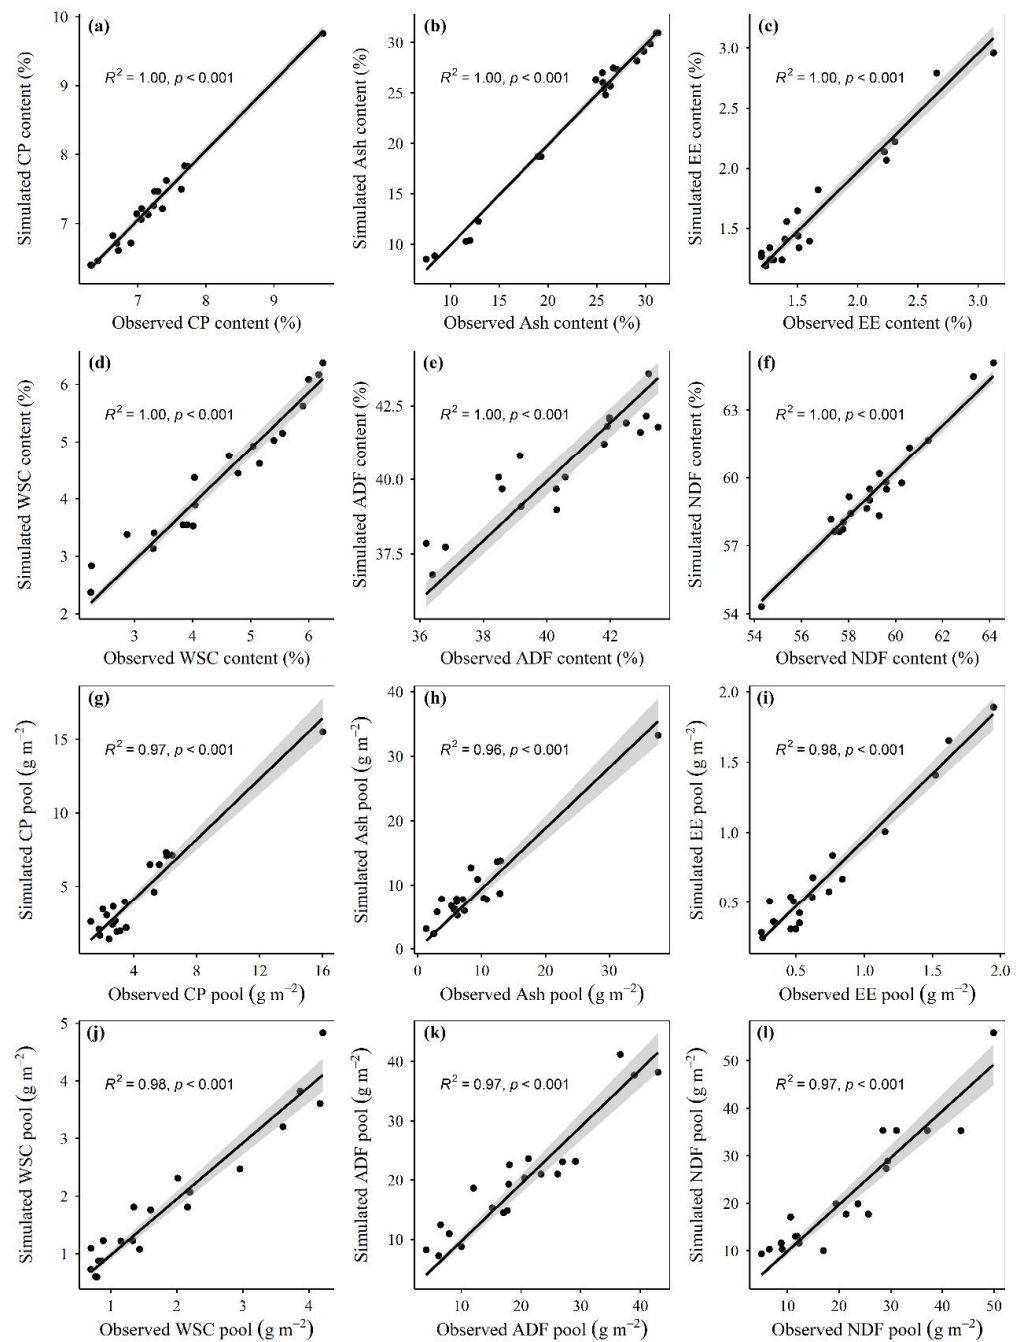 (a)
R² = 1.00, p < 0.001
Simulated CP content (%)
10
9
8
7
7 8 9
Observed CP content (%)
(b)
R² = 1.00, p < 0.001
Simulated Ash content (%)
30
25
20
15
10
10 15 20 25 30
Observed Ash content (%)
(c)
R² = 1.00, p < 0.001
Simulated EE content (%)
3.0
2.5
2.0
1.5
1.5 2.0 2.5 3.0
Observed EE content (%)
(d)
R² = 1.00, p < 0.001
Simulated WSC content (%)
6
5
4
3
2
3 4 5 6
Observed WSC content (%)
(e)
R² = 1.00, p < 0.001
Simulated ADF content (%)
42.5
40.0
37.5
36 38 40 42
Observed ADF content (%)
(f)
R² = 1.00, p < 0.001
Simulated NDF content (%)
63
60
57
54
54 56 58 60 62 64
Observed NDF content (%)
(g)
R² = 0.97, p < 0.001
Simulated CP pool (g m⁻²)
15
10
5
4 8 12 16
Observed CP pool (g m⁻²)
(h)
R² = 0.96, p < 0.001
Simulated Ash pool (g m⁻²)
40
30
20
10
0
0 10 20 30
Observed Ash pool (g m⁻²)
(i)
R² = 0.98, p < 0.001
Simulated EE pool (g m⁻²)
2.0
1.5
1.0
0.5
0.5 1.0 1.5 2.0
Observed EE pool (g m⁻²)
(j)
R² = 0.98, p < 0.001
Simulated WSC pool (g m⁻²)
5
4
3
2
1
1 2 3 4
Observed WSC pool (g m⁻²)
(k)
R² = 0.97, p < 0.001
Simulated ADF pool (g m⁻²)
40
30
20
10
10 20 30 40
Observed ADF pool (g m⁻²)
(l)
R² = 0.97, p < 0.001
Simulated NDF pool (g m⁻²)
50
40
30
20
10
10 20 30 40 50
Observed NDF pool (g m⁻²)